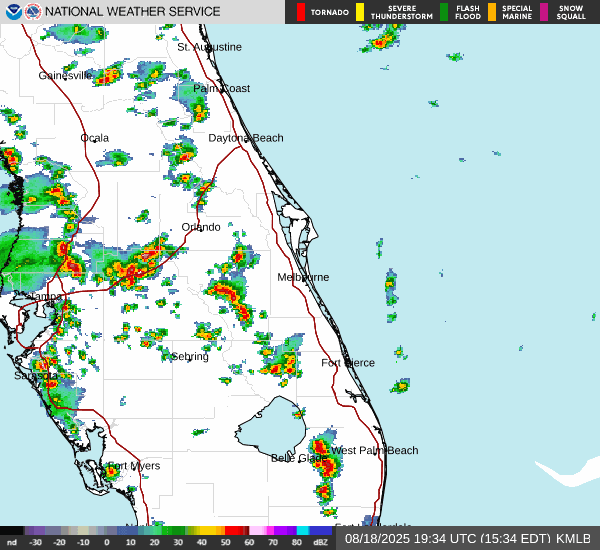 NATIONAL WEATHER SERVICE
TORNADO
SEVERE THUNDERSTORM
FLASH FLOOD
SPECIAL MARINE
SNOW SQUALL
St. Augustine
Gainesville
Palm Coast
Ocala
Daytona Beach
Orlando
Melbourne
Tampa
Sebring
Fort Pierce
Sarasota
West Palm Beach
Belle Glade
Fort Myers
Fort Lauderdale
nd -30 -20 -10 0 10 20 30 40 50 60 70 80 dBZ
08/18/2025 19:34 UTC (15:34 EDT) KMLB